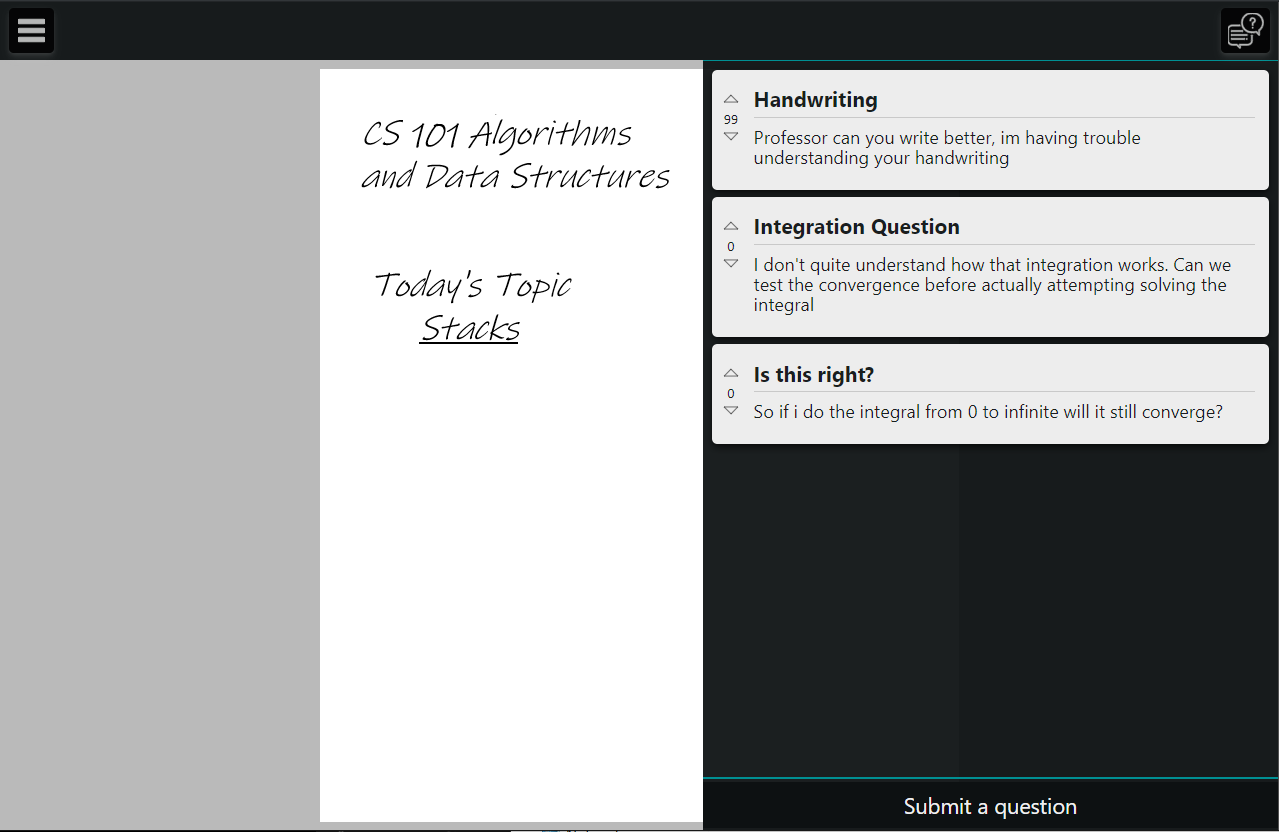 CS 101 Algorithms
and Data Structures
Today's Topic
Stacks
Handwriting
99
Professor can you write better, im having trouble
understanding your handwriting
Integration Question
0
I don't quite understand how that integration works. Can we
test the convergence before actually attempting solving the
integral
Is this right?
0
So if i do the integral from 0 to infinite will it still converge?
Submit a question